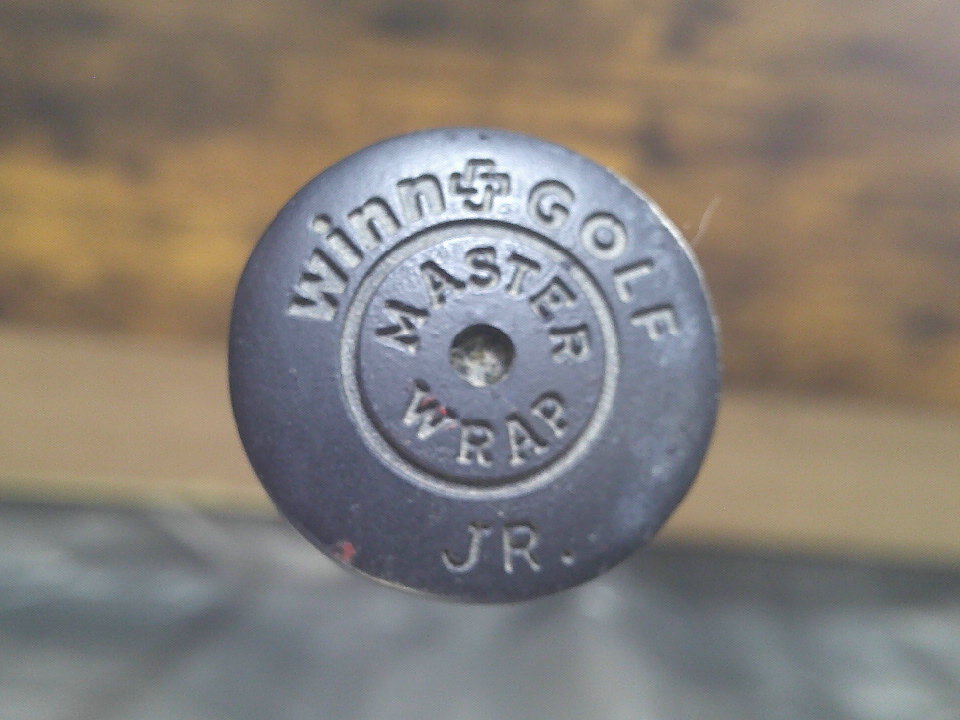 winn GOLF
MASTER
WRAP
JR.